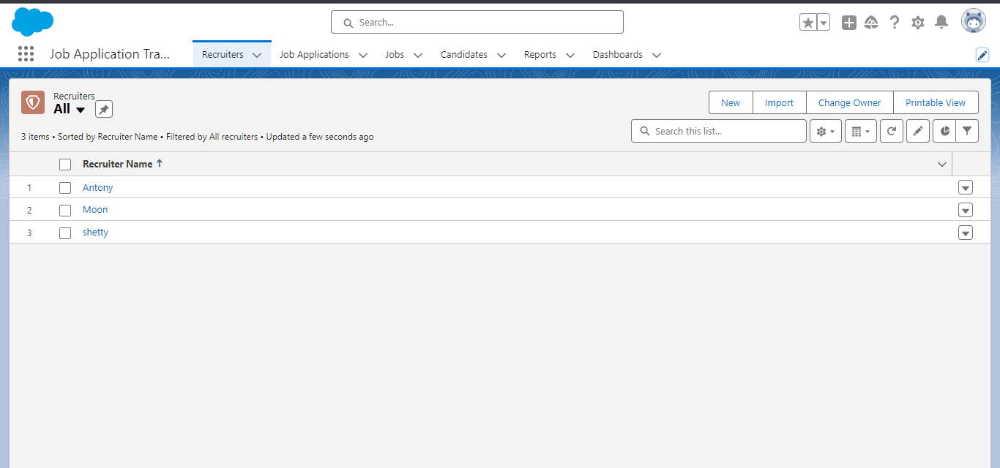 Search...
Job Application Tra...
Recruiters
Job Applications
Jobs
Candidates
Reports
Dashboards
Recruiters
All
New
Import
Change Owner
Printable View
3 items • Sorted by Recruiter Name • Filtered by All recruiters • Updated a few seconds ago
Search this list...
Recruiter Name
1 Antony
2 Moon
3 shetty